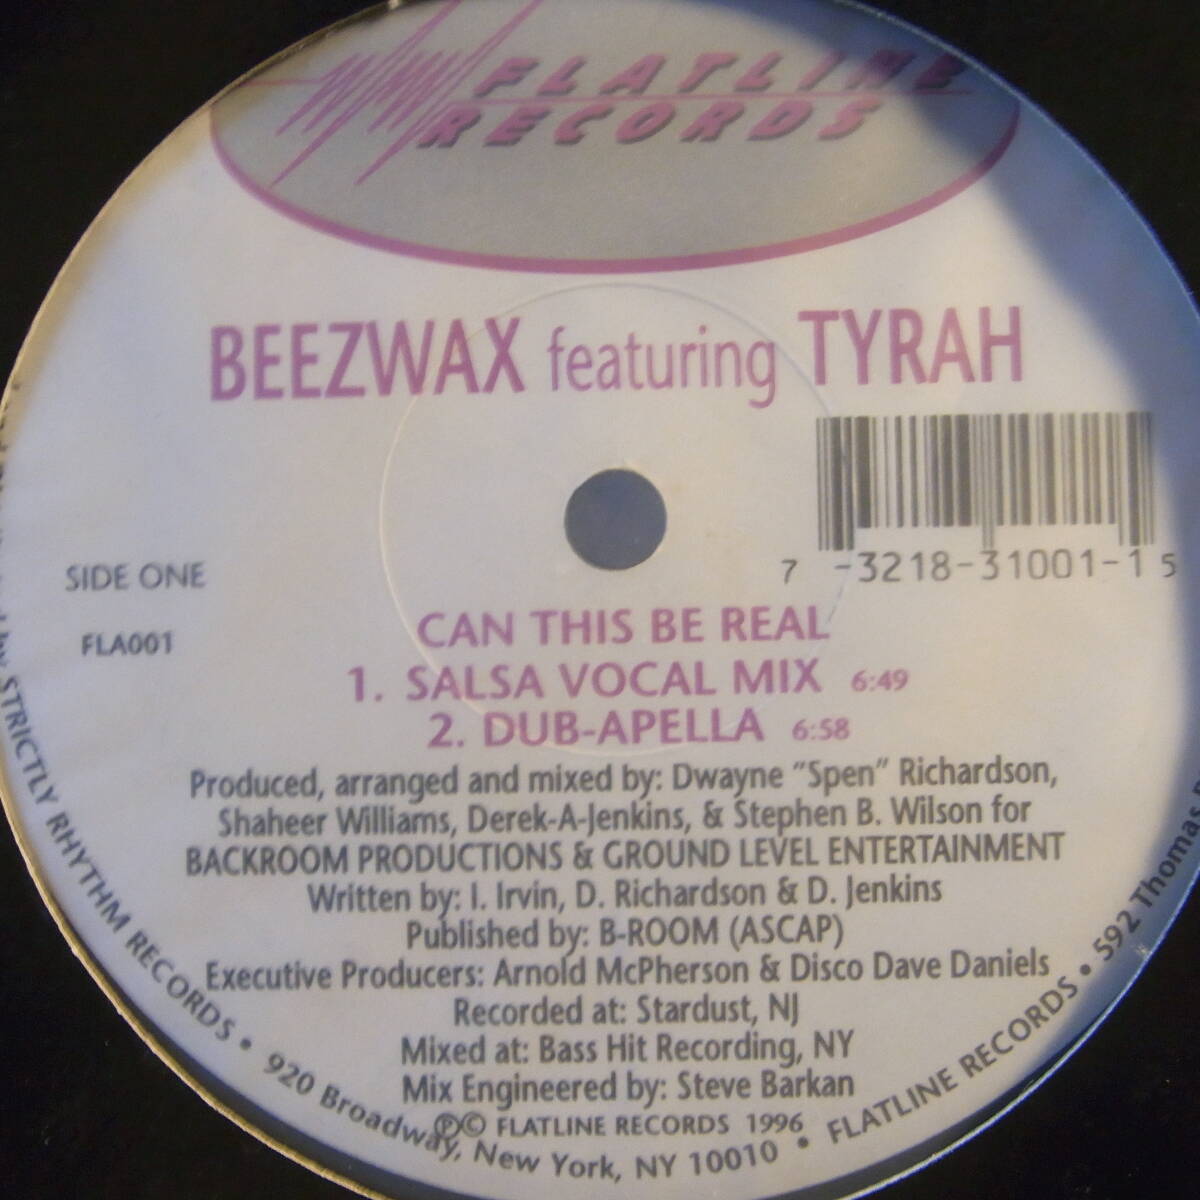 FLATLINE
RECORDS
BEEZWAX featuring TYRAH
7 -3218-31001-1 5
SIDE ONE
FLA001
CAN THIS BE REAL
1. SALSA VOCAL MIX 6:49
2. DUB-APELLA 6:58
Produced, arranged and mixed by: Dwayne "Spen" Richardson,
Shaheer Williams, Derek-A-Jenkins, & Stephen B. Wilson for
BACKROOM PRODUCTIONS & GROUND LEVEL ENTERTAINMENT
Written by: I. Irvin, D. Richardson & D. Jenkins
Published by: B-ROOM (ASCAP)
Executive Producers: Arnold McPherson & Disco Dave Daniels
Recorded at: Stardust, NJ
Mixed at: Bass Hit Recording, NY
Mix Engineered by: Steve Barkan
℗© FLATLINE RECORDS 1996
by STRICTLY RHYTHM RECORDS • 920 Broadway, New York, NY 10010 • FLATLINE RECORDS • 592 Thomas